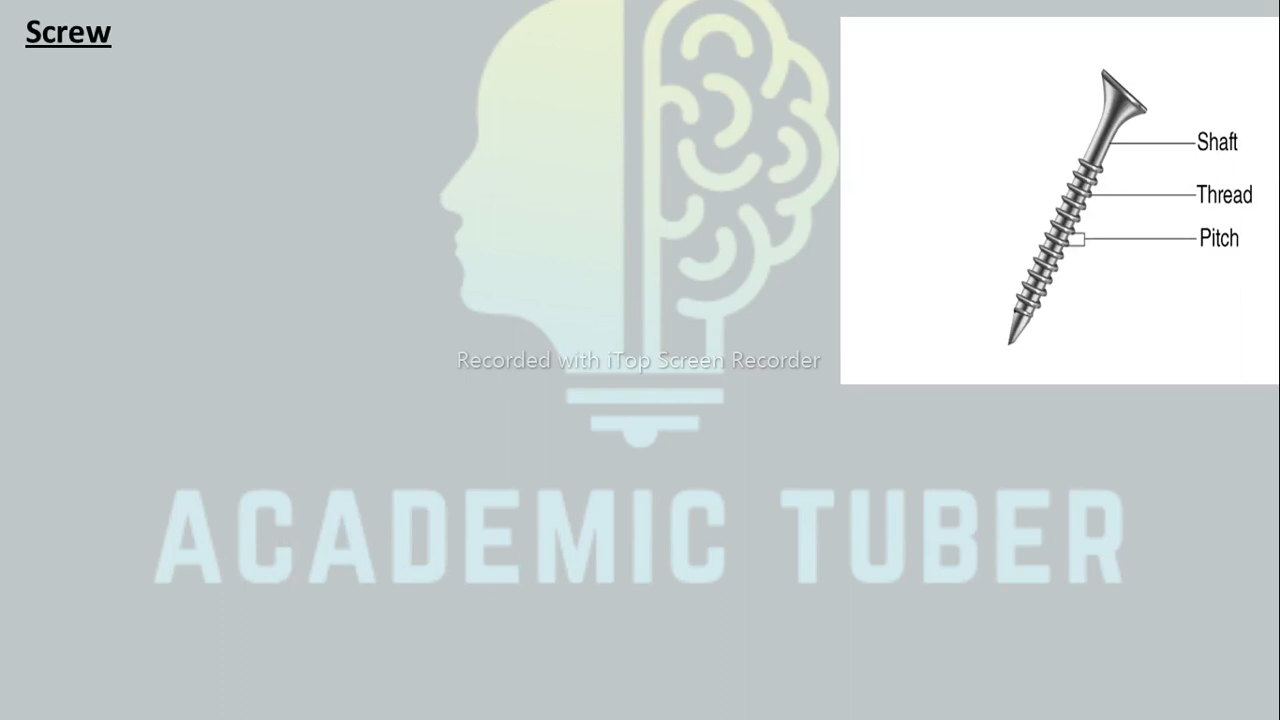 Screw
Shaft
Thread
Pitch
Recorded with iTop Screen Recorder
ACADEMIC TUBER